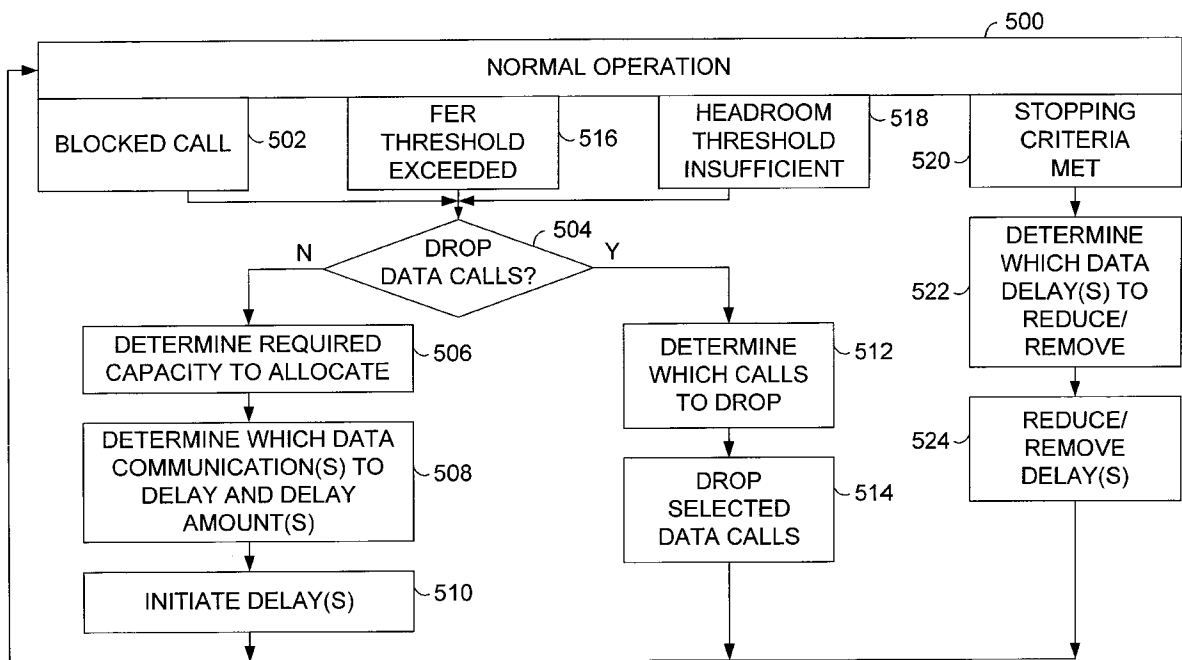 500
NORMAL OPERATION
BLOCKED CALL
502
FER
THRESHOLD
EXCEEDED
516
HEADROOM
THRESHOLD
INSUFFICIENT
518
STOPPING
CRITERIA
MET
520
504
DROP
DATA CALLS?
N
Y
DETERMINE REQUIRED
CAPACITY TO ALLOCATE
506
DETERMINE WHICH DATA
COMMUNICATION(S) TO
DELAY AND DELAY
AMOUNT(S)
508
INITIATE DELAY(S)
510
DETERMINE
WHICH CALLS
TO DROP
512
DROP
SELECTED
DATA CALLS
514
DETERMINE
WHICH DATA
DELAY(S) TO
REDUCE/
REMOVE
522
REDUCE/
REMOVE
DELAY(S)
524